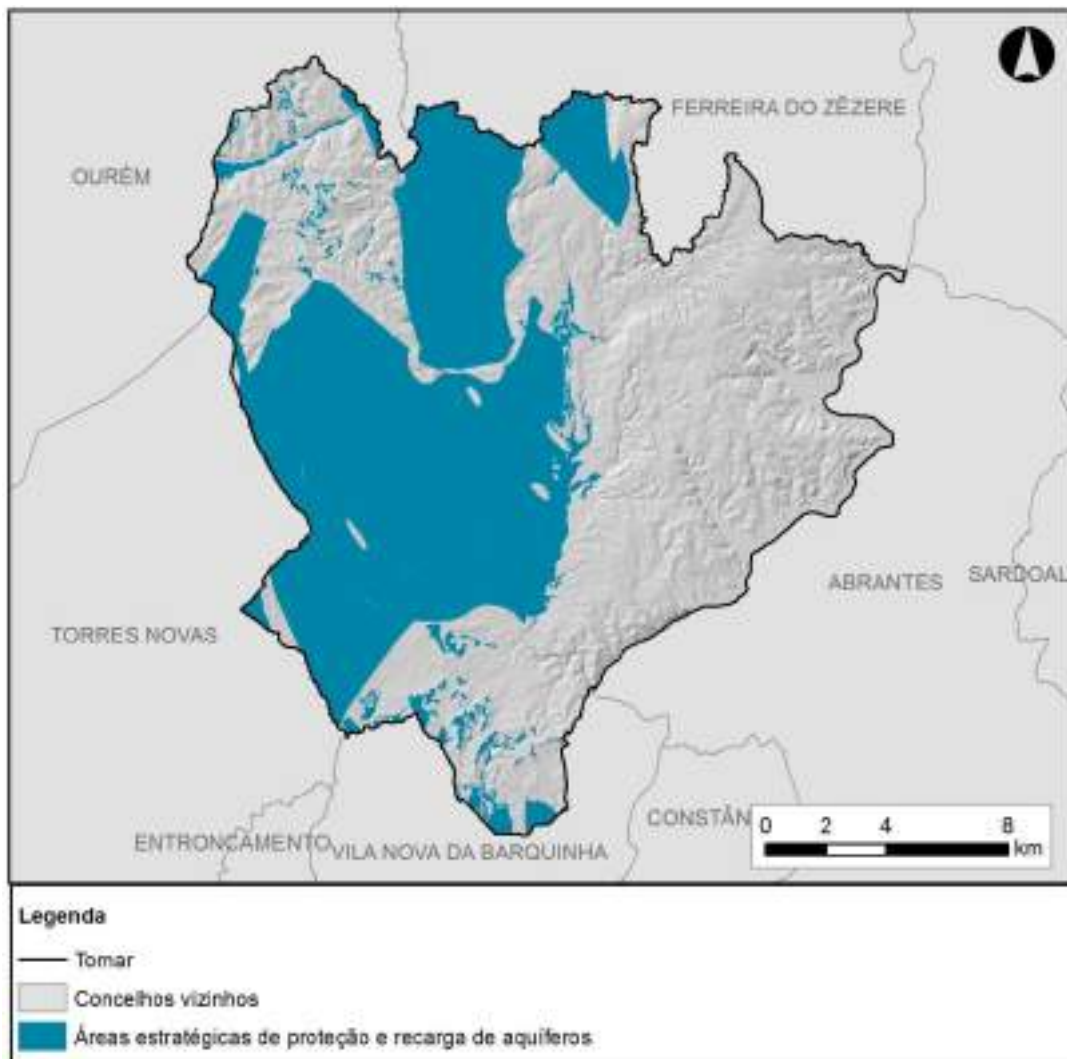 FERREIRA DO ZÊZERE
OURÉM
ABRANTES
SARDOAL
TORRES NOVAS
CONSTÂN
ENTRONCAMENTO
VILA NOVA DA BARQUINHA
0 2 4 8
km
Legenda
Tomar
Concelhos vizinhos
Áreas estratégicas de proteção e recarga de aquíferos